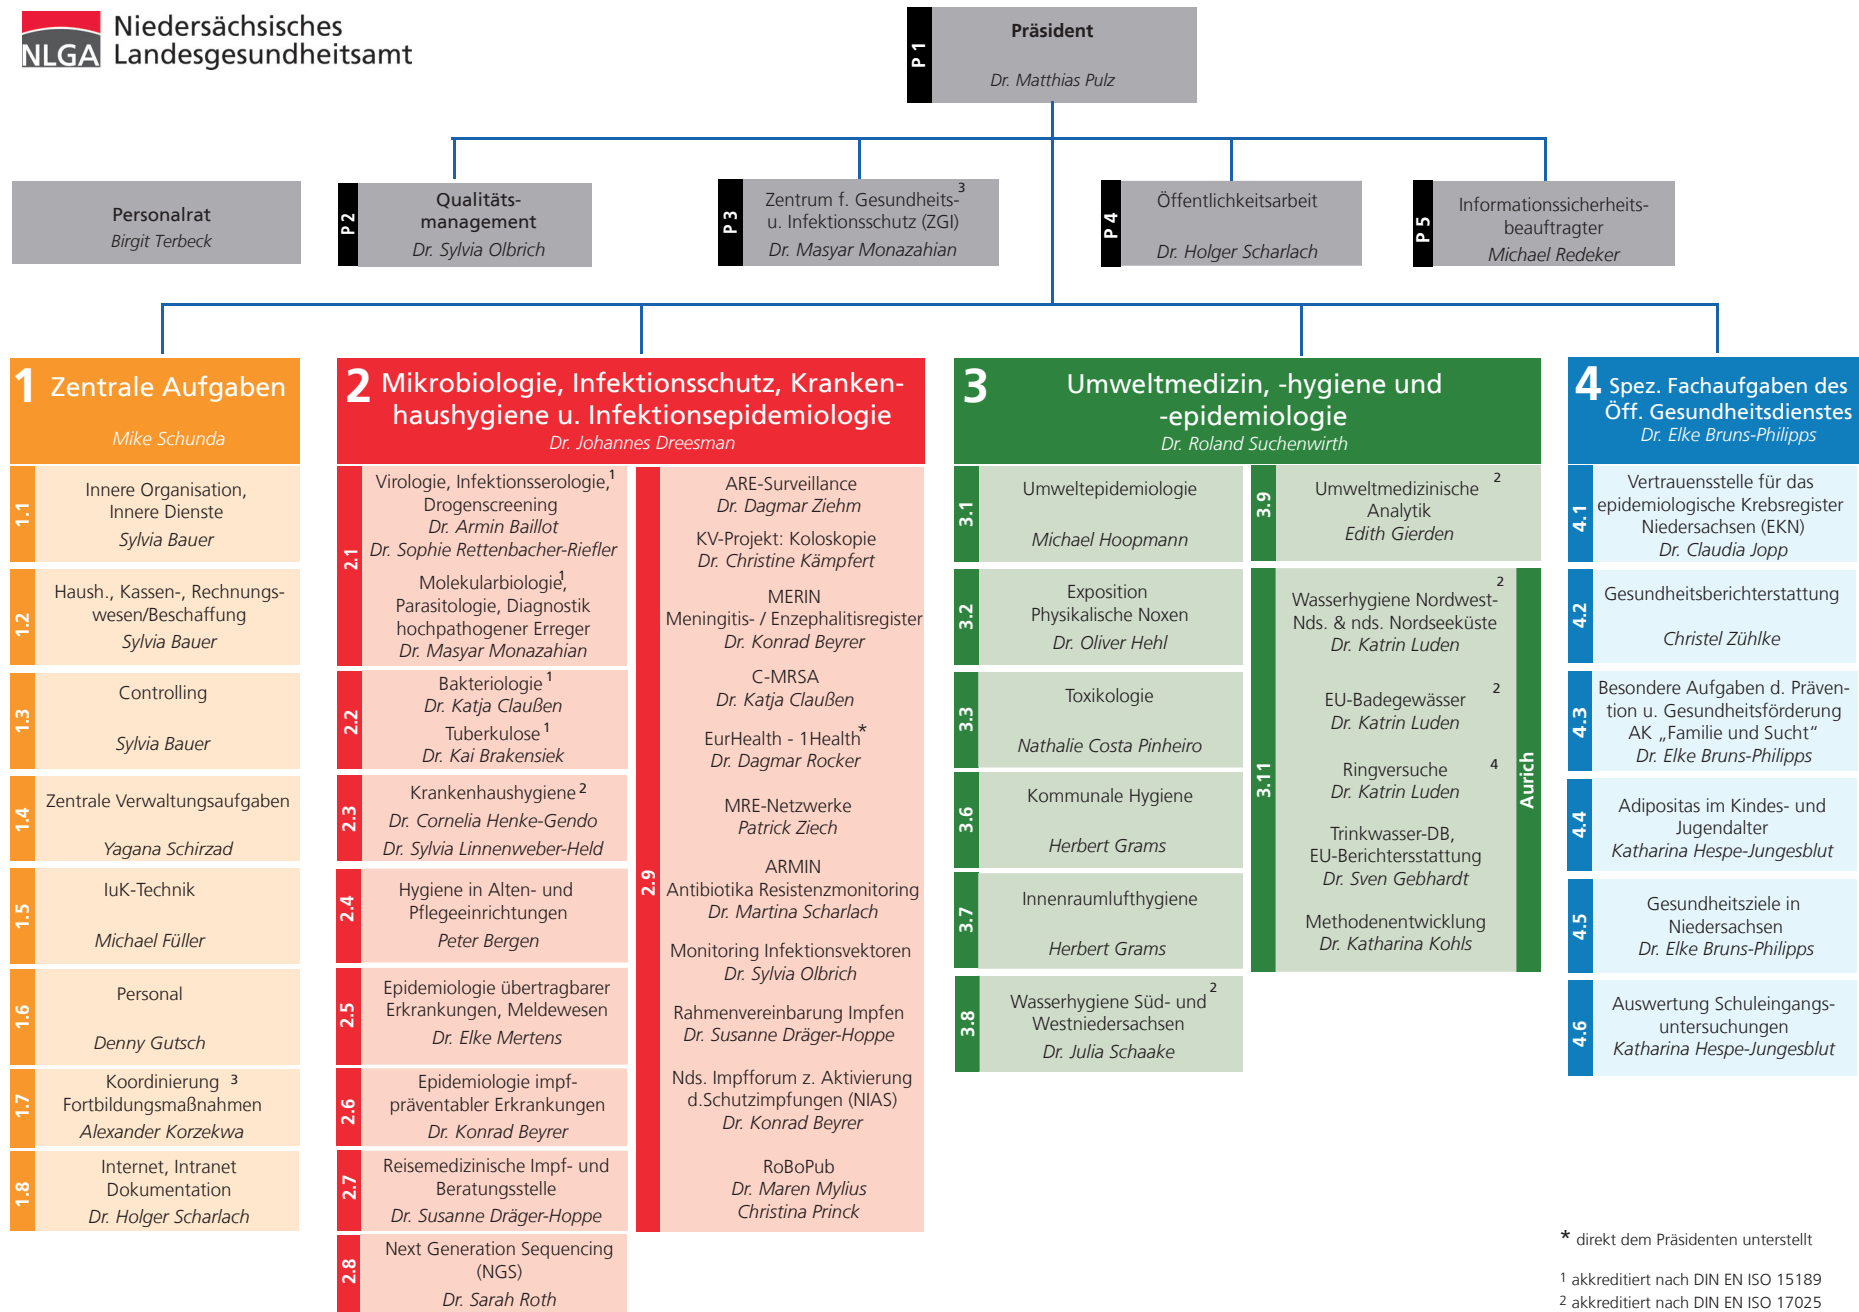 NLGA
Niedersächsisches
Landesgesundheitsamt
P 1
Präsident
Dr. Matthias Pulz
Personalrat
Birgit Terbeck
P 2
Qualitäts-
management
Dr. Sylvia Olbrich
P 3
Zentrum f. Gesundheits- 3
u. Infektionsschutz (ZGI)
Dr. Masyar Monazahian
P 4
Öffentlichkeitsarbeit
Dr. Holger Scharlach
P 5
Informationssicherheits-
beauftragter
Michael Redeker
1 Zentrale Aufgaben
Mike Schunda
1.1
Innere Organisation,
Innere Dienste
Sylvia Bauer
1.2
Haush., Kassen-, Rechnungs-
wesen/Beschaffung
Sylvia Bauer
1.3
Controlling
Sylvia Bauer
1.4
Zentrale Verwaltungsaufgaben
Yagana Schirzad
1.5
IuK-Technik
Michael Füller
1.6
Personal
Denny Gutsch
1.7
Koordinierung 3
Fortbildungsmaßnahmen
Alexander Korzekwa
1.8
Internet, Intranet
Dokumentation
Dr. Holger Scharlach
2 Mikrobiologie, Infektionsschutz, Kranken-
haushygiene u. Infektionsepidemiologie
Dr. Johannes Dreesman
2.1
Virologie, Infektionsserologie, 1
Drogenscreening
Dr. Armin Baillot
Dr. Sophie Rettenbacher-Riefler
Molekularbiologie, 1
Parasitologie, Diagnostik
hochpathogener Erreger
Dr. Masyar Monazahian
2.2
Bakteriologie 1
Dr. Katja Claußen
Tuberkulose 1
Dr. Kai Brakensiek
2.3
Krankenhaushygiene 2
Dr. Cornelia Henke-Gendo
Dr. Sylvia Linnenweber-Held
2.4
Hygiene in Alten- und
Pflegeeinrichtungen
Peter Bergen
2.5
Epidemiologie übertragbarer
Erkrankungen, Meldewesen
Dr. Elke Mertens
2.6
Epidemiologie impf-
präventabler Erkrankungen
Dr. Konrad Beyrer
2.7
Reisemedizinische Impf- und
Beratungsstelle
Dr. Susanne Dräger-Hoppe
2.8
Next Generation Sequencing
(NGS)
Dr. Sarah Roth
2.9
ARE-Surveillance
Dr. Dagmar Ziehm
KV-Projekt: Koloskopie
Dr. Christine Kämpfert
MERIN
Meningitis- / Enzephalitisregister
Dr. Konrad Beyrer
C-MRSA
Dr. Katja Claußen
EurHealth - 1Health*
Dr. Dagmar Rocker
MRE-Netzwerke
Patrick Ziech
ARMIN
Antibiotika Resistenzmonitoring
Dr. Martina Scharlach
Monitoring Infektionsvektoren
Dr. Sylvia Olbrich
Rahmenvereinbarung Impfen
Dr. Susanne Dräger-Hoppe
Nds. Impfforum z. Aktivierung
d.Schutzimpfungen (NIAS)
Dr. Konrad Beyrer
RoBoPub
Dr. Maren Mylius
Christina Princk
3 Umweltmedizin, -hygiene und
-epidemiologie
Dr. Roland Suchenwirth
3.1
Umweltepidemiologie
Michael Hoopmann
3.2
Exposition
Physikalische Noxen
Dr. Oliver Hehl
3.3
Toxikologie
Nathalie Costa Pinheiro
3.6
Kommunale Hygiene
Herbert Grams
3.7
Innenraumlufthygiene
Herbert Grams
3.8
Wasserhygiene Süd- und 2
Westniedersachsen
Dr. Julia Schaake
3.9
Umweltmedizinische 2
Analytik
Edith Gierden
3.11
Wasserhygiene Nordwest- 2
Nds. & nds. Nordseeküste
Dr. Katrin Luden
EU-Badegewässer 2
Dr. Katrin Luden
Ringversuche 4
Dr. Katrin Luden
Trinkwasser-DB,
EU-Berichtersstattung
Dr. Sven Gebhardt
Methodenentwicklung
Dr. Katharina Kohls
Aurich
4 Spez. Fachaufgaben des
Öff. Gesundheitsdienstes
Dr. Elke Bruns-Philipps
4.1
Vertrauensstelle für das
epidemiologische Krebsregister
Niedersachsen (EKN)
Dr. Claudia Jopp
4.2
Gesundheitsberichterstattung
Christel Zühlke
4.3
Besondere Aufgaben d. Präven-
tion u. Gesundheitsförderung
AK „Familie und Sucht“
Dr. Elke Bruns-Philipps
4.4
Adipositas im Kindes- und
Jugendalter
Katharina Hespe-Jungesblut
4.5
Gesundheitsziele in
Niedersachsen
Dr. Elke Bruns-Philipps
4.6
Auswertung Schuleingangs-
untersuchungen
Katharina Hespe-Jungesblut
* direkt dem Präsidenten unterstellt
1 akkreditiert nach DIN EN ISO 15189
2 akkreditiert nach DIN EN ISO 17025